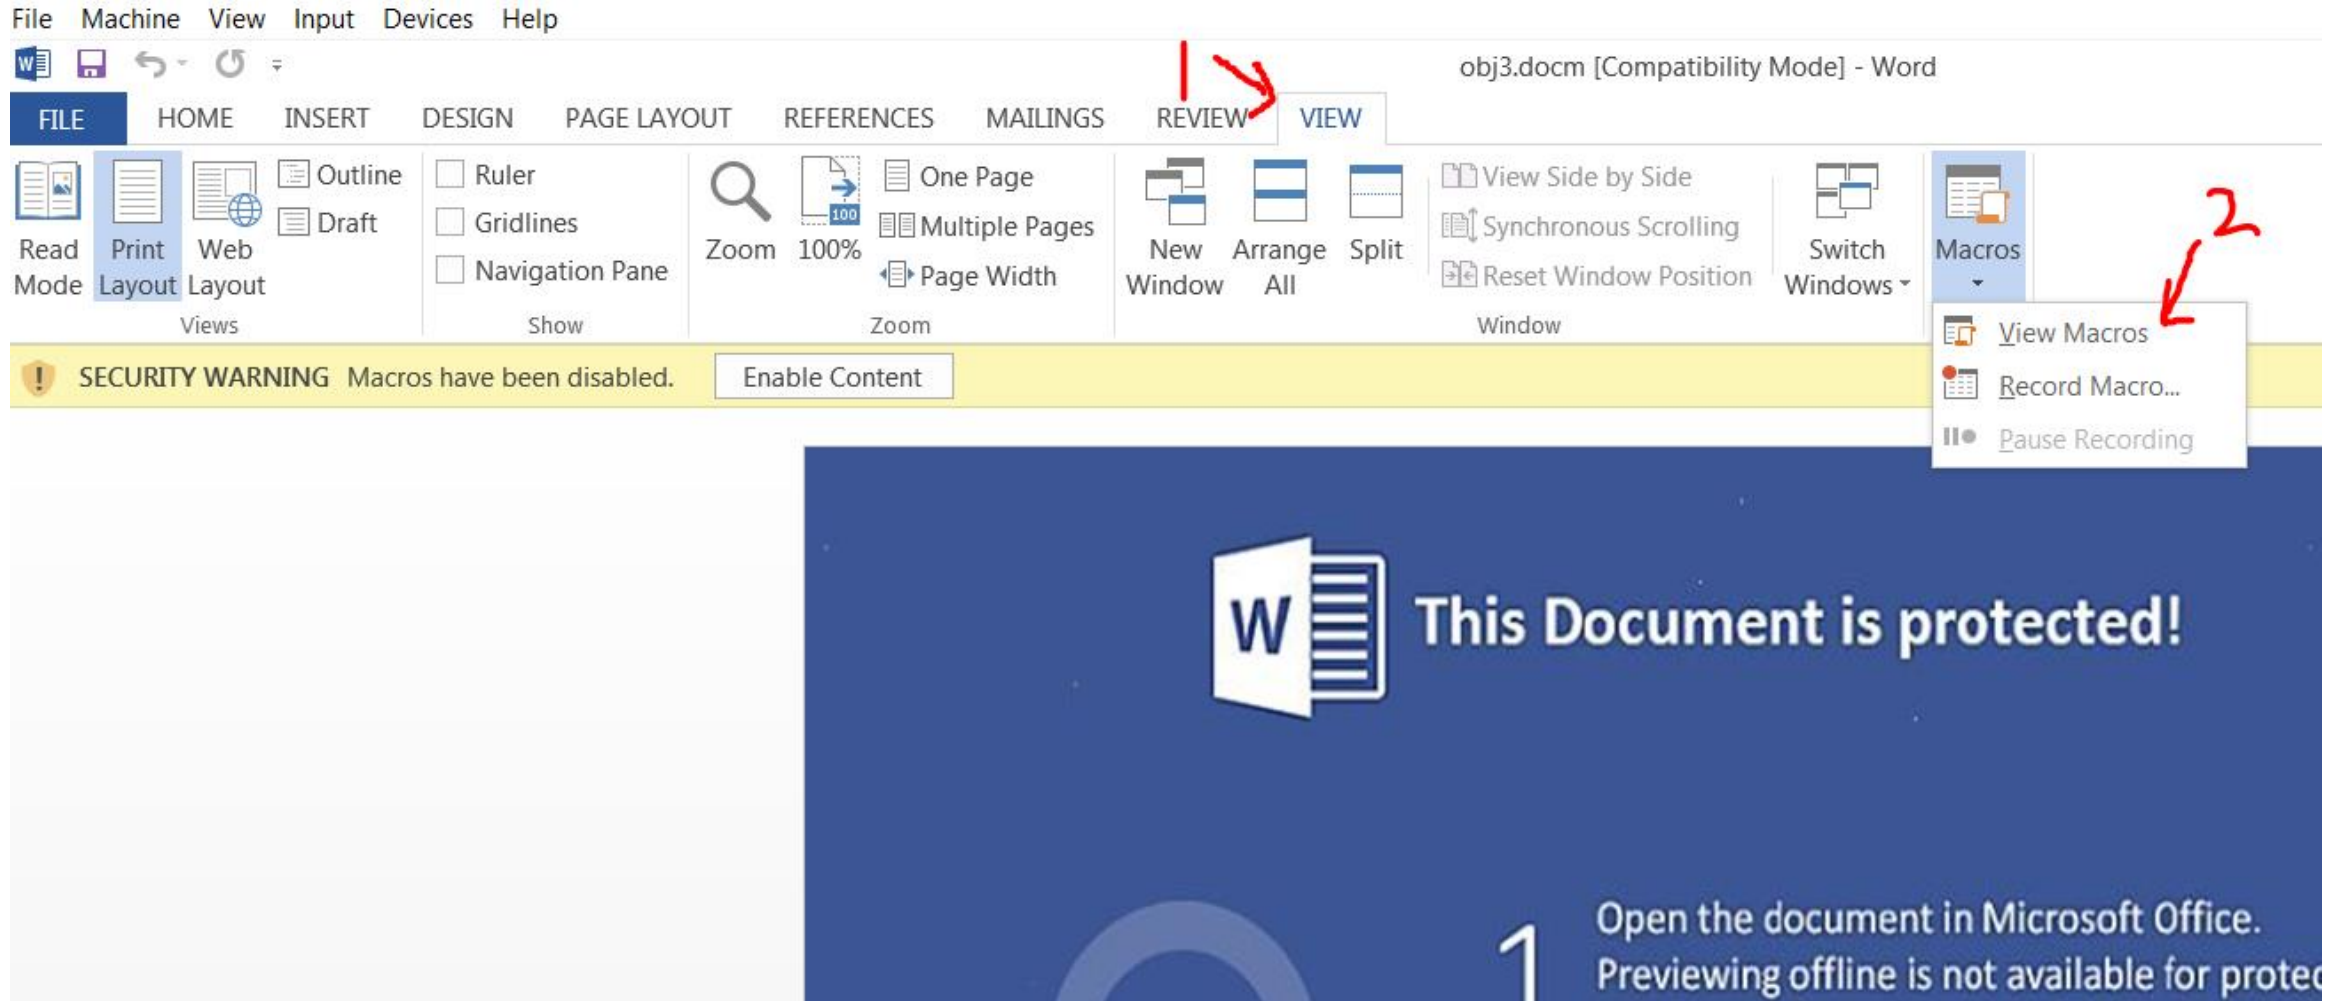 File Machine View Input Devices Help
W
obj3.docm [Compatibility Mode] - Word
1
FILE HOME INSERT DESIGN PAGE LAYOUT REFERENCES MAILINGS REVIEW VIEW
Read Mode
Print Layout
Web Layout
Outline
Draft
Views
Ruler
Gridlines
Navigation Pane
Show
Zoom
100
100%
One Page
Multiple Pages
Page Width
Zoom
New Window
Arrange All
Split
View Side by Side
Synchronous Scrolling
Reset Window Position
Window
Switch Windows
Macros
2
View Macros
Record Macro...
Pause Recording
! SECURITY WARNING Macros have been disabled. Enable Content
W
This Document is protected!
1
Open the document in Microsoft Office.
Previewing offline is not available for protec